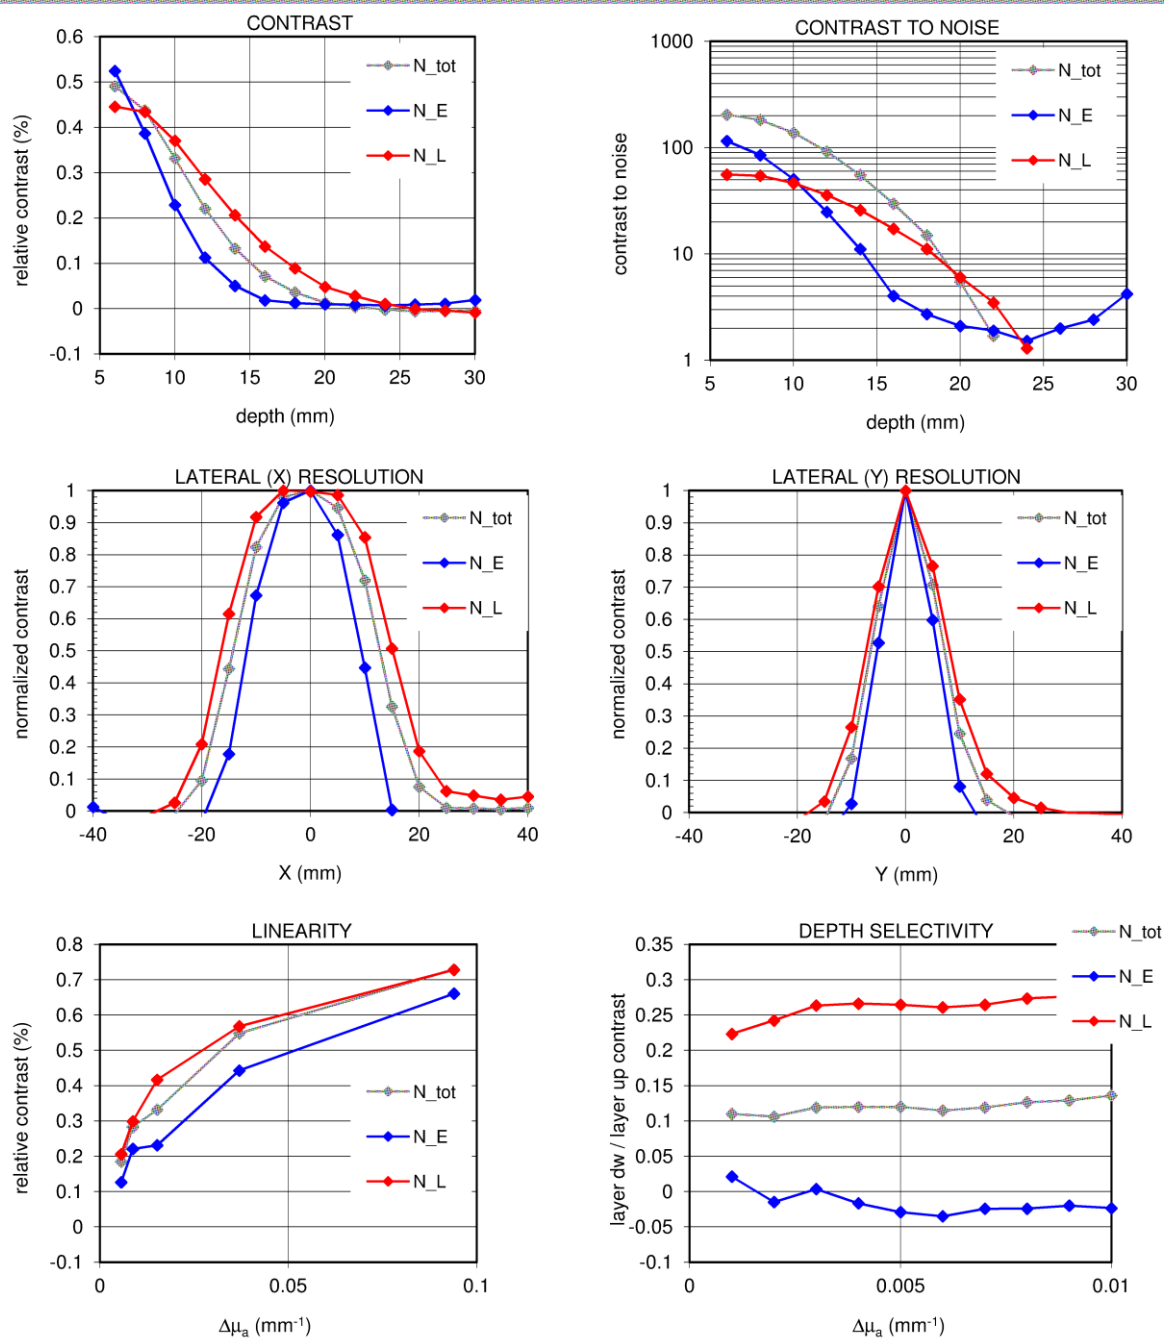 CONTRAST
0.6
0.5
0.4
0.3
0.2
0.1
0
-0.1
5 10 15 20 25 30
relative contrast (%)
depth (mm)
N_tot
N_E
N_L
CONTRAST TO NOISE
1000
100
10
1
5 10 15 20 25 30
contrast to noise
depth (mm)
N_tot
N_E
N_L
LATERAL (X) RESOLUTION
1
0.9
0.8
0.7
0.6
0.5
0.4
0.3
0.2
0.1
0
-40 -20 0 20 40
normalized contrast
X (mm)
N_tot
N_E
N_L
LATERAL (Y) RESOLUTION
1
0.9
0.8
0.7
0.6
0.5
0.4
0.3
0.2
0.1
0
-40 -20 0 20 40
normalized contrast
Y (mm)
N_tot
N_E
N_L
LINEARITY
0.8
0.7
0.6
0.5
0.4
0.3
0.2
0.1
0
-0.1
0 0.05 0.1
relative contrast (%)
Δμa (mm-1)
N_tot
N_E
N_L
DEPTH SELECTIVITY
0.35
0.3
0.25
0.2
0.15
0.1
0.05
0
-0.05
-0.1
0 0.005 0.01
layer dw / layer up contrast
Δμa (mm-1)
N_tot
N_E
N_L